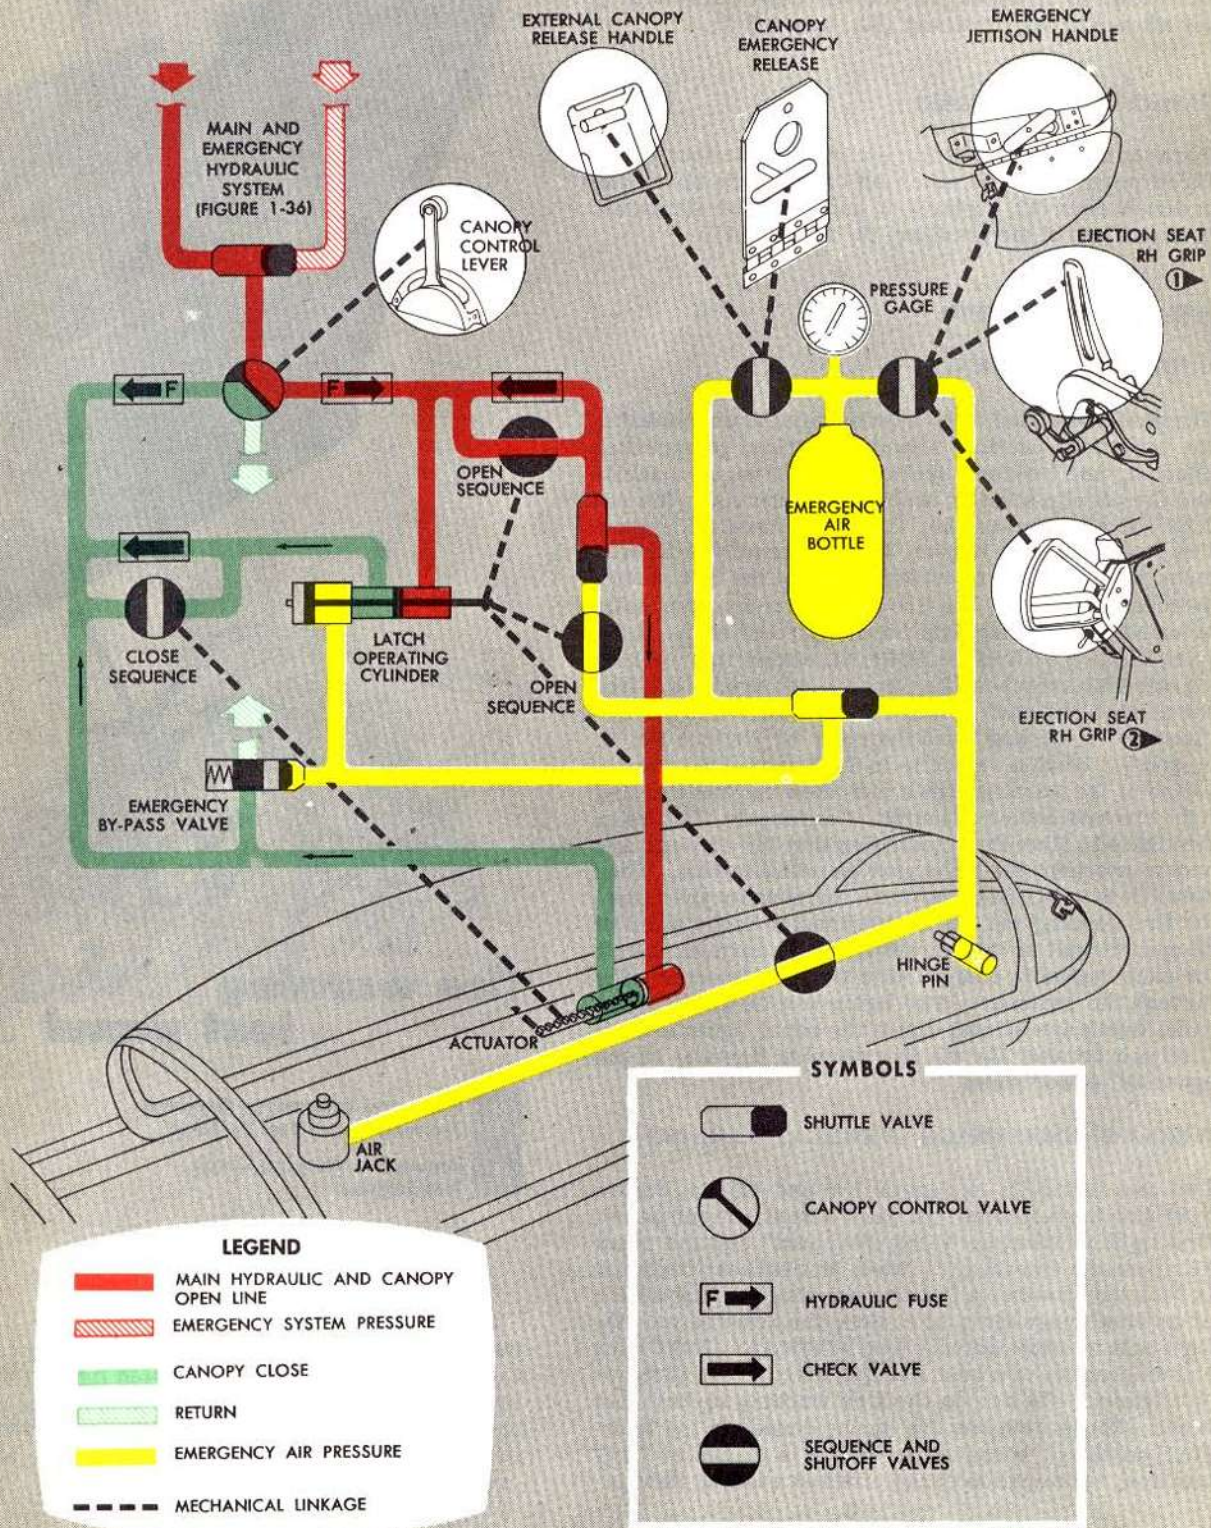 EXTERNAL CANOPY
RELEASE HANDLE
CANOPY
EMERGENCY
RELEASE
EMERGENCY
JETTISON HANDLE
MAIN AND
EMERGENCY
HYDRAULIC
SYSTEM
(FIGURE 1-36)
CANOPY
CONTROL
LEVER
EJECTION SEAT
RH GRIP
1
PRESSURE
GAGE
F
F
OPEN
SEQUENCE
EMERGENCY
AIR
BOTTLE
CLOSE
SEQUENCE
LATCH
OPERATING
CYLINDER
OPEN
SEQUENCE
EJECTION SEAT
RH GRIP 2
EMERGENCY
BY-PASS VALVE
HINGE
PIN
ACTUATOR
AIR
JACK
SYMBOLS
SHUTTLE VALVE
CANOPY CONTROL VALVE
F
HYDRAULIC FUSE
CHECK VALVE
SEQUENCE AND
SHUTOFF VALVES
LEGEND
MAIN HYDRAULIC AND CANOPY
OPEN LINE
EMERGENCY SYSTEM PRESSURE
CANOPY CLOSE
RETURN
EMERGENCY AIR PRESSURE
MECHANICAL LINKAGE